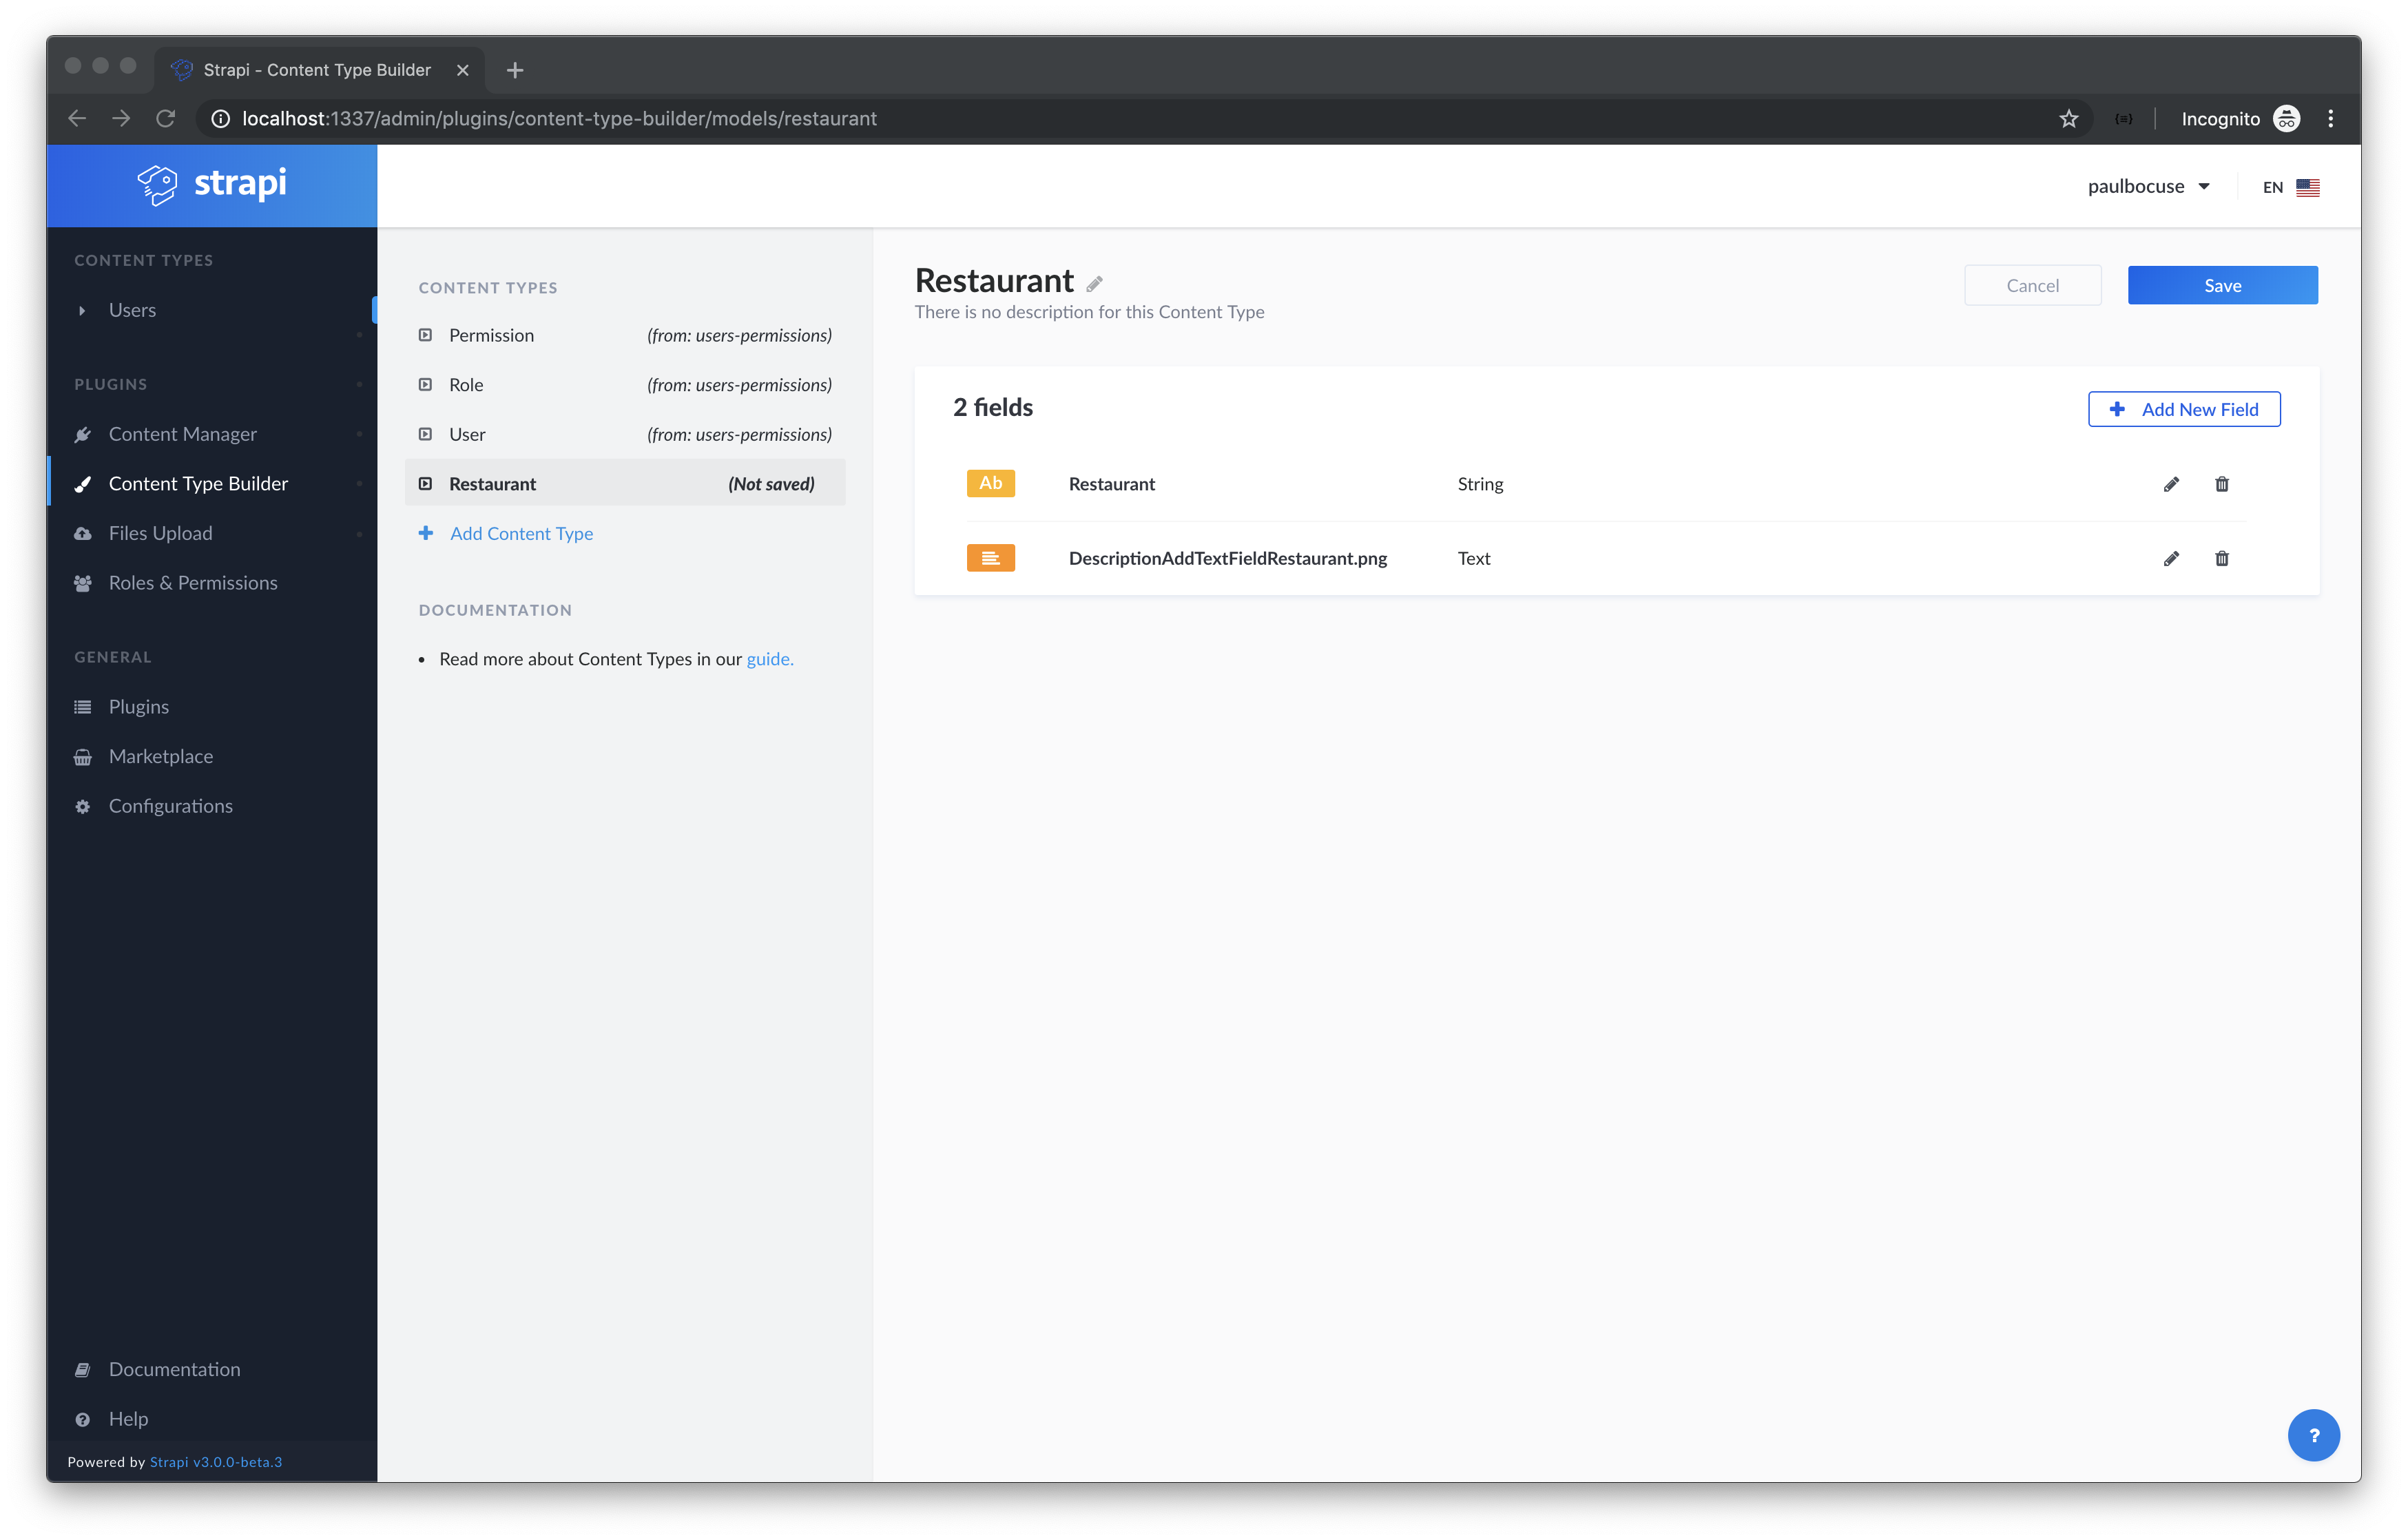 Strapi - Content Type Builder
localhost:1337/admin/plugins/content-type-builder/models/restaurant
Incognito
strapi
paulbocuse
EN
CONTENT TYPES
Users
PLUGINS
Content Manager
Content Type Builder
Files Upload
Roles & Permissions
GENERAL
Plugins
Marketplace
Configurations
Documentation
Help
Powered by Strapi v3.0.0-beta.3
CONTENT TYPES
Permission (from: users-permissions)
Role (from: users-permissions)
User (from: users-permissions)
Restaurant (Not saved)
Add Content Type
DOCUMENTATION
Read more about Content Types in our guide.
Restaurant
There is no description for this Content Type
Cancel
Save
2 fields
Add New Field
Ab Restaurant String
DescriptionAddTextFieldRestaurant.png Text
?